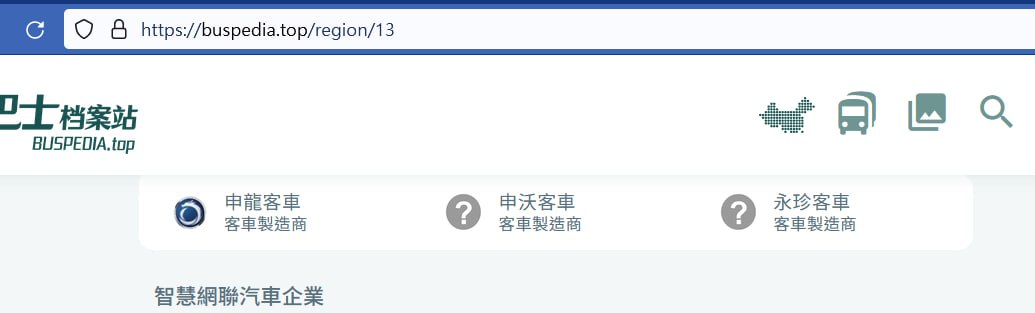 https://buspedia.top/region/13
巴士档案站
BUSPEDIA.top
申龍客車
客車製造商
申沃客車
客車製造商
永珍客車
客車製造商
智慧網聯汽車企業